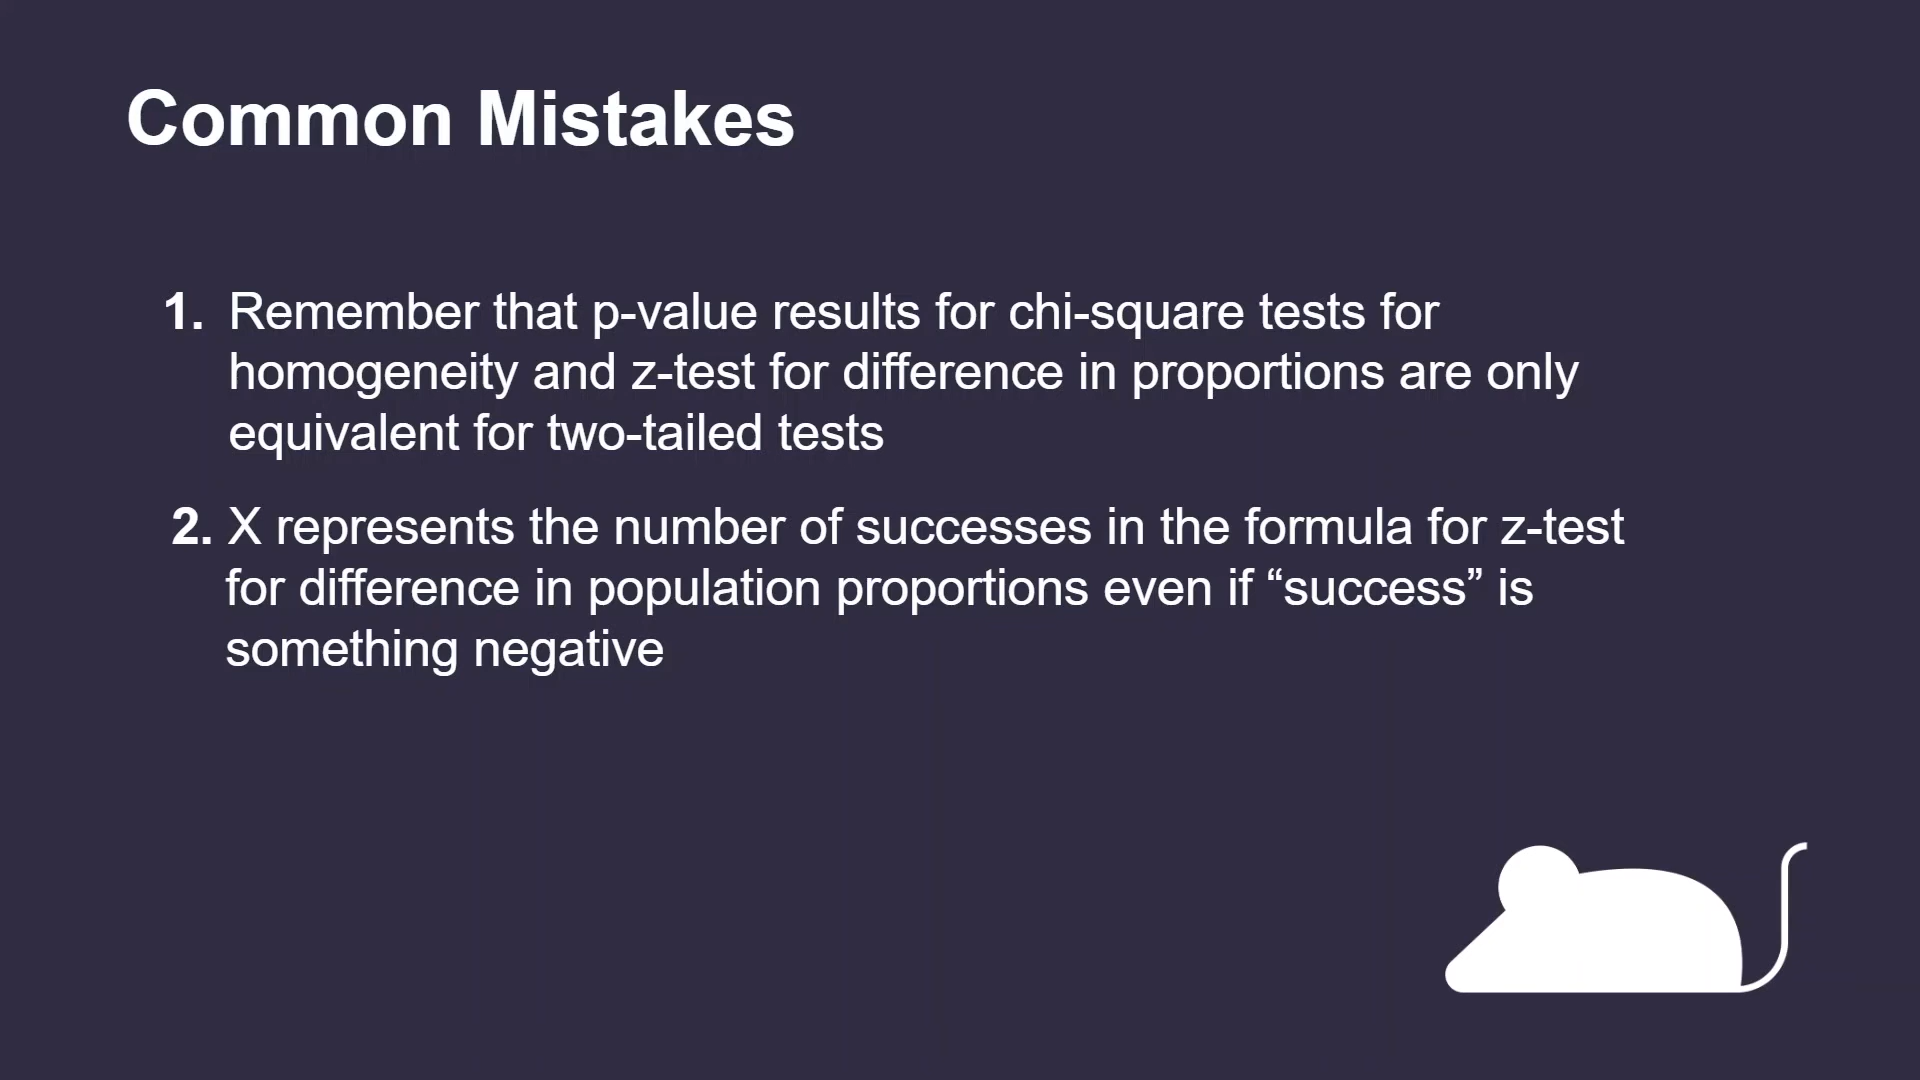 Common Mistakes
1. Remember that p-value results for chi-square tests for
homogeneity and z-test for difference in proportions are only
equivalent for two-tailed tests
2. X represents the number of successes in the formula for z-test
for difference in population proportions even if “success” is
something negative